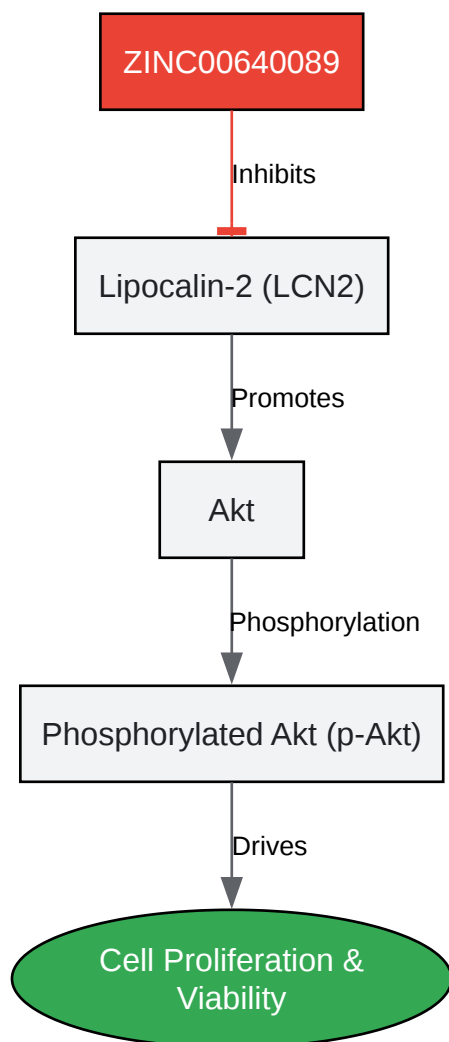 ZINC00640089
Inhibits
Lipocalin-2 (LCN2)
Promotes
Akt
Phosphorylation
Phosphorylated Akt (p-Akt)
Drives
Cell Proliferation &
Viability